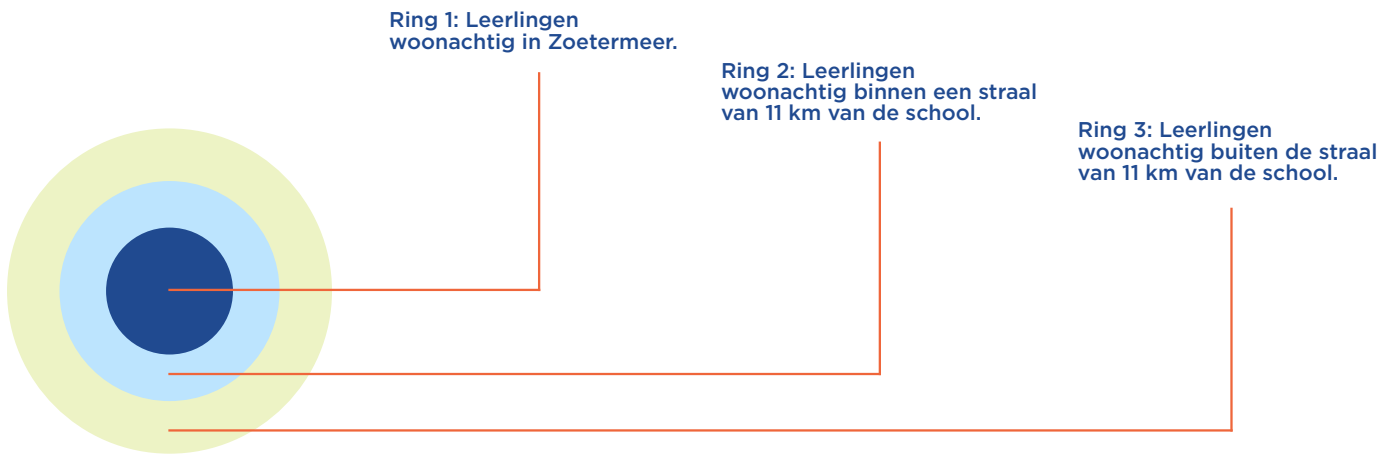 Ring 1: Leerlingen
woonachtig in Zoetermeer.
Ring 2: Leerlingen
woonachtig binnen een straal
van 11 km van de school.
Ring 3: Leerlingen
woonachtig buiten de straal
van 11 km van de school.